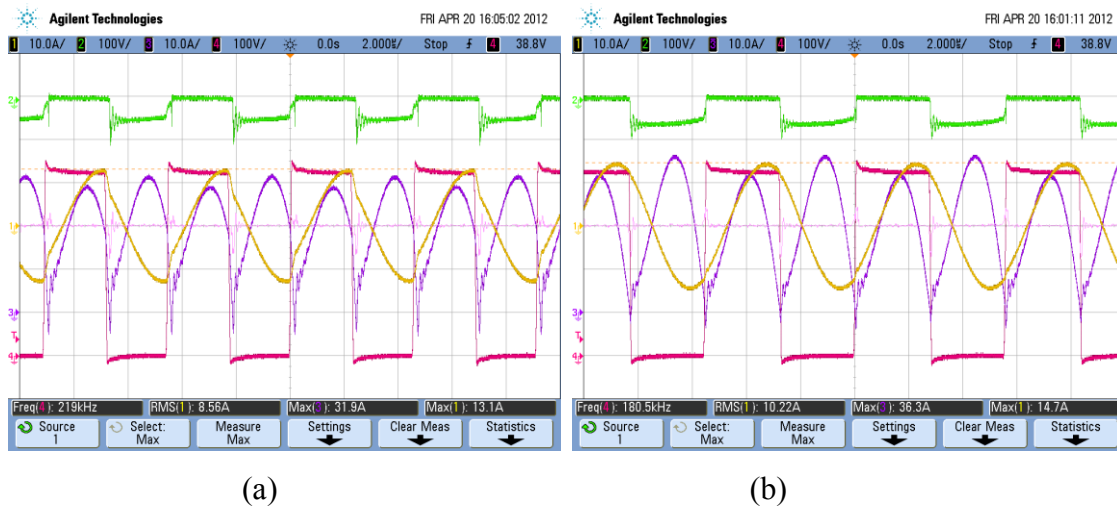 Agilent Technologies FRI APR 20 16:05:02 2012
1 10.0A/ 2 100V/ 3 10.0A/ 4 100V/ 0.0s 2.000µ/ Stop 4 38.8V
2
1
3
T
4
Freq(4): 219kHz RMS(1): 8.56A Max(3): 31.9A Max(1): 13.1A
Source 1 Select: Max Measure Max Settings Clear Meas Statistics
(a)
Agilent Technologies FRI APR 20 16:01:11 2012
1 10.0A/ 2 100V/ 3 10.0A/ 4 100V/ 0.0s 2.000µ/ Stop 4 38.8V
2
1
3
T
4
Freq(4): 180.5kHz RMS(1): 10.22A Max(3): 36.3A Max(1): 14.7A
Source 1 Select: Max Measure Max Settings Clear Meas Statistics
(b)